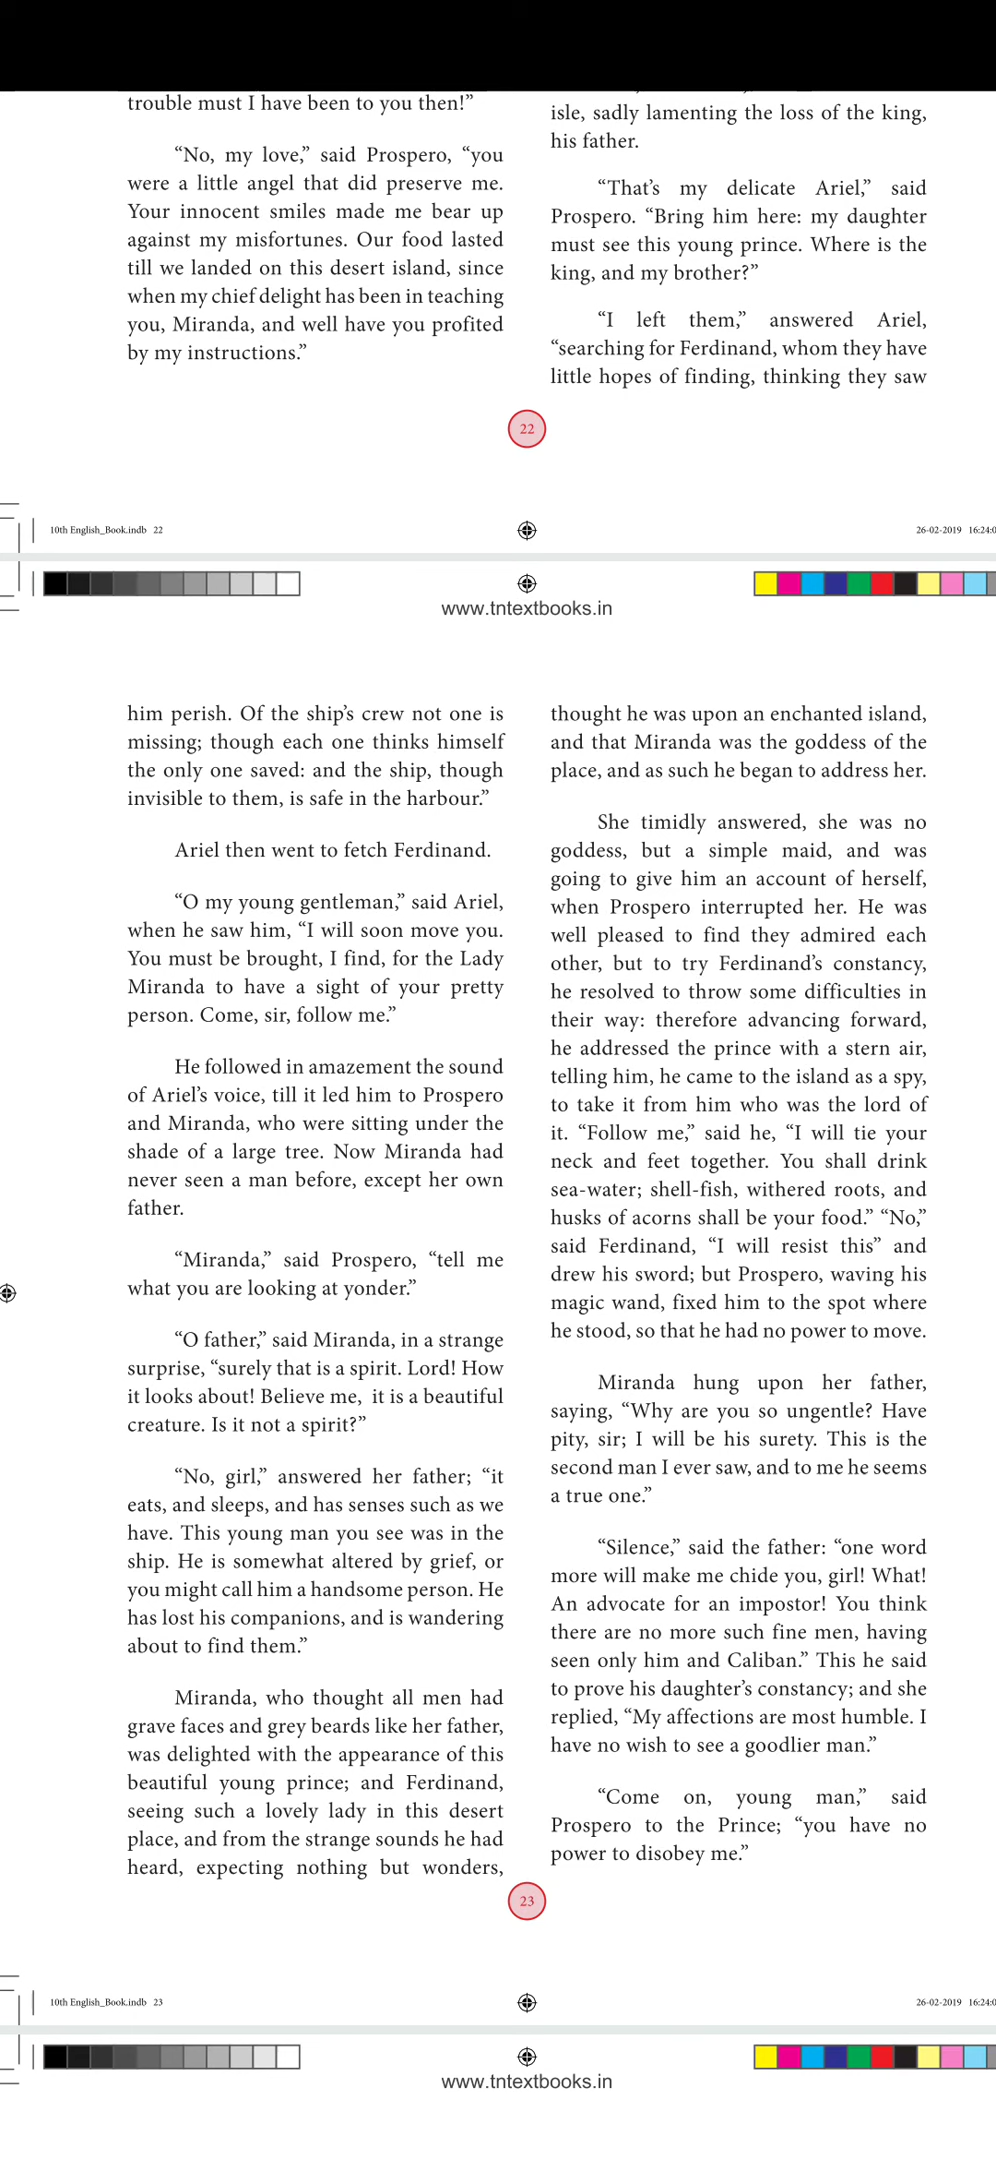 trouble must I have been to you then!”
“No, my love,” said Prospero, “you
were a little angel that did preserve me.
Your innocent smiles made me bear up
against my misfortunes. Our food lasted
till we landed on this desert island, since
when my chief delight has been in teaching
you, Miranda, and well have you profited
by my instructions.”
isle, sadly lamenting the loss of the king,
his father.
“That’s my delicate Ariel,” said
Prospero. “Bring him here: my daughter
must see this young prince. Where is the
king, and my brother?”
“I left them,” answered Ariel,
“searching for Ferdinand, whom they have
little hopes of finding, thinking they saw
22
10th English_Book.indb 22
26-02-2019 16:24:0
www.tntextbooks.in
him perish. Of the ship’s crew not one is
missing; though each one thinks himself
the only one saved: and the ship, though
invisible to them, is safe in the harbour.”
Ariel then went to fetch Ferdinand.
“O my young gentleman,” said Ariel,
when he saw him, “I will soon move you.
You must be brought, I find, for the Lady
Miranda to have a sight of your pretty
person. Come, sir, follow me.”
He followed in amazement the sound
of Ariel’s voice, till it led him to Prospero
and Miranda, who were sitting under the
shade of a large tree. Now Miranda had
never seen a man before, except her own
father.
“Miranda,” said Prospero, “tell me
what you are looking at yonder.”
“O father,” said Miranda, in a strange
surprise, “surely that is a spirit. Lord! How
it looks about! Believe me, it is a beautiful
creature. Is it not a spirit?”
“No, girl,” answered her father; “it
eats, and sleeps, and has senses such as we
have. This young man you see was in the
ship. He is somewhat altered by grief, or
you might call him a handsome person. He
has lost his companions, and is wandering
about to find them.”
Miranda, who thought all men had
grave faces and grey beards like her father,
was delighted with the appearance of this
beautiful young prince; and Ferdinand,
seeing such a lovely lady in this desert
place, and from the strange sounds he had
heard, expecting nothing but wonders,
thought he was upon an enchanted island,
and that Miranda was the goddess of the
place, and as such he began to address her.
She timidly answered, she was no
goddess, but a simple maid, and was
going to give him an account of herself,
when Prospero interrupted her. He was
well pleased to find they admired each
other, but to try Ferdinand’s constancy,
he resolved to throw some difficulties in
their way: therefore advancing forward,
he addressed the prince with a stern air,
telling him, he came to the island as a spy,
to take it from him who was the lord of
it. “Follow me,” said he, “I will tie your
neck and feet together. You shall drink
sea-water; shell-fish, withered roots, and
husks of acorns shall be your food.” “No,”
said Ferdinand, “I will resist this” and
drew his sword; but Prospero, waving his
magic wand, fixed him to the spot where
he stood, so that he had no power to move.
Miranda hung upon her father,
saying, “Why are you so ungentle? Have
pity, sir; I will be his surety. This is the
second man I ever saw, and to me he seems
a true one.”
“Silence,” said the father: “one word
more will make me chide you, girl! What!
An advocate for an impostor! You think
there are no more such fine men, having
seen only him and Caliban.” This he said
to prove his daughter’s constancy; and she
replied, “My affections are most humble. I
have no wish to see a goodlier man.”
“Come on, young man,” said
Prospero to the Prince; “you have no
power to disobey me.”
23
10th English_Book.indb 23
26-02-2019 16:24:0
www.tntextbooks.in